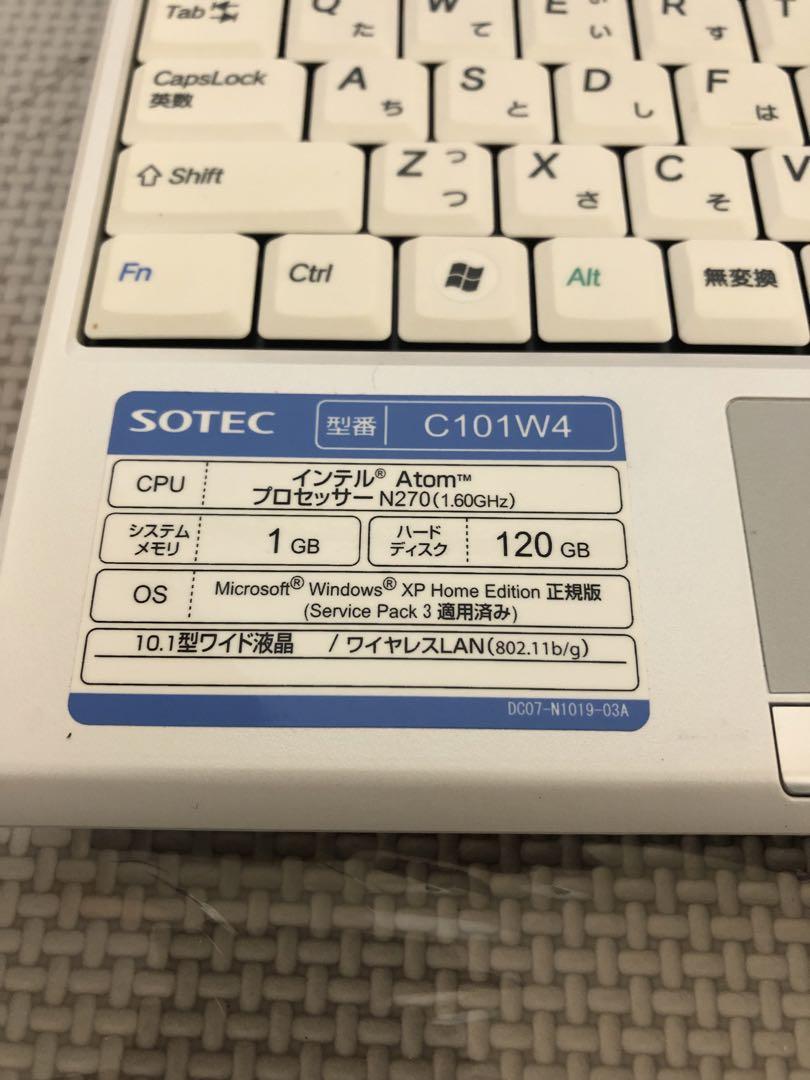 Tab
Q た W て E い R す T
CapsLock 英数 A ち S と D し F は
Shift Z っ つ X さ C そ V
Fn Ctrl Alt 無変換
SOTEC 型番 C101W4
CPU インテル® Atom™
プロセッサー N270(1.60GHz)
システム メモリ 1 GB ハード ディスク 120 GB
OS Microsoft® Windows® XP Home Edition 正規版
(Service Pack 3 適用済み)
10.1型ワイド液晶 / ワイヤレスLAN(802.11b/g)
DC07-N1019-03A